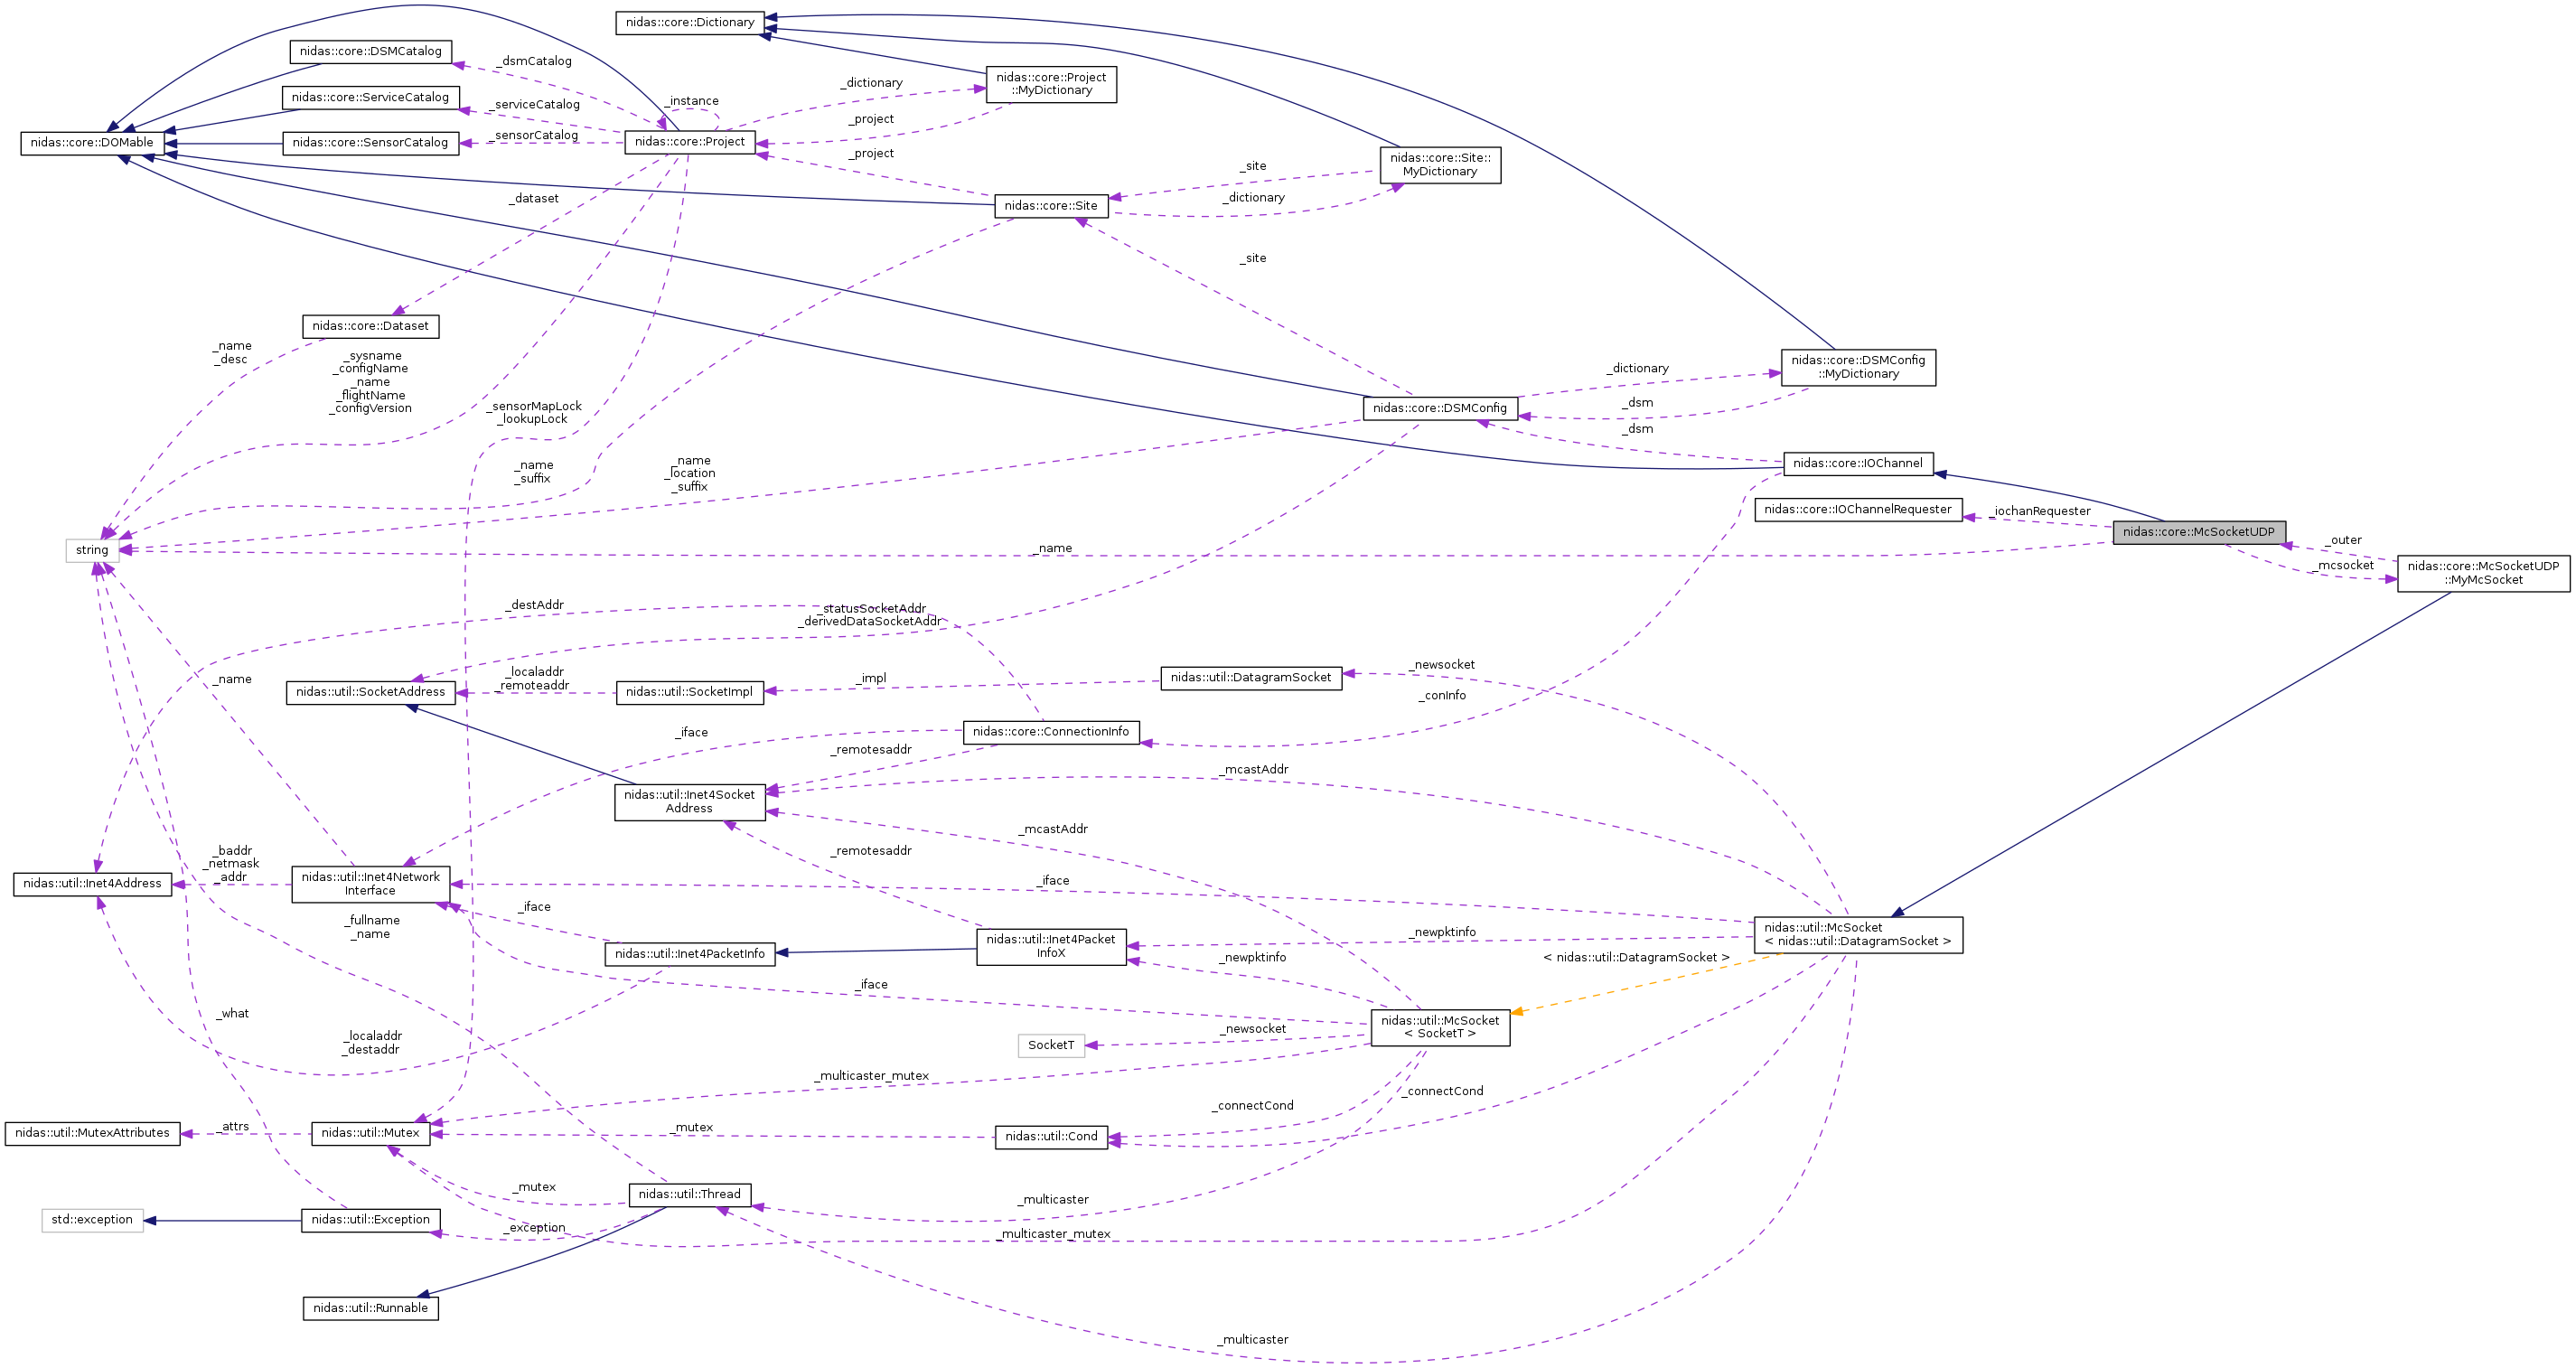 nidas::core::Dictionary
nidas::core::DSMCatalog
_dsmCatalog
nidas::core::Project
::MyDictionary
_dictionary
nidas::core::ServiceCatalog
_serviceCatalog
_instance
_project
nidas::core::DOMable
nidas::core::SensorCatalog
_sensorCatalog
nidas::core::Project
_project
nidas::core::Site::
MyDictionary
_site
_dictionary
_dataset
nidas::core::Site
_site
nidas::core::Dataset
_name
_desc
_sysname
_configName
_name
_flightName
_configVersion
_sensorMapLock
_lookupLock
nidas::core::DSMConfig
::MyDictionary
_dictionary
_dsm
nidas::core::DSMConfig
_dsm
_name
_suffix
_name
_location
_suffix
nidas::core::IOChannel
nidas::core::IOChannelRequester
_iochanRequester
nidas::core::McSocketUDP
string
_name
_outer
_mcsocket
nidas::core::McSocketUDP
::MyMcSocket
_destAddr
_statusSocketAddr
_derivedDataSocketAddr
_name
nidas::util::SocketAddress
_localaddr
_remoteaddr
nidas::util::SocketImpl
_impl
nidas::util::DatagramSocket
_newsocket
_conInfo
_iface
nidas::core::ConnectionInfo
_remotesaddr
_mcastAddr
nidas::util::Inet4Socket
Address
_mcastAddr
_remotesaddr
_baddr
_netmask
_addr
nidas::util::Inet4Address
nidas::util::Inet4Network
Interface
_iface
_fullname
_name
_iface
nidas::util::Inet4PacketInfo
nidas::util::Inet4Packet
InfoX
_newpktinfo
_newpktinfo
nidas::util::McSocket
< nidas::util::DatagramSocket >
< nidas::util::DatagramSocket >
_iface
_what
_localaddr
_destaddr
SocketT
_newsocket
nidas::util::McSocket
< SocketT >
_multicaster_mutex
_connectCond
_connectCond
nidas::util::MutexAttributes
_attrs
nidas::util::Mutex
_mutex
nidas::util::Cond
_mutex
nidas::util::Thread
_multicaster
std::exception
nidas::util::Exception
_exception
_multicaster_mutex
nidas::util::Runnable
_multicaster